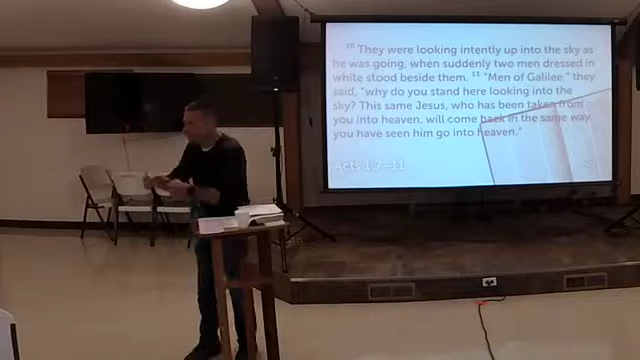 10 They were looking intently up into the sky as
he was going, when suddenly two men dressed in
white stood beside them. 11 "Men of Galilee," they
said, "why do you stand here looking into the
sky? This same Jesus, who has been taken from
you into heaven, will come back in the same way
you have seen him go into heaven."
Acts 1:7-11